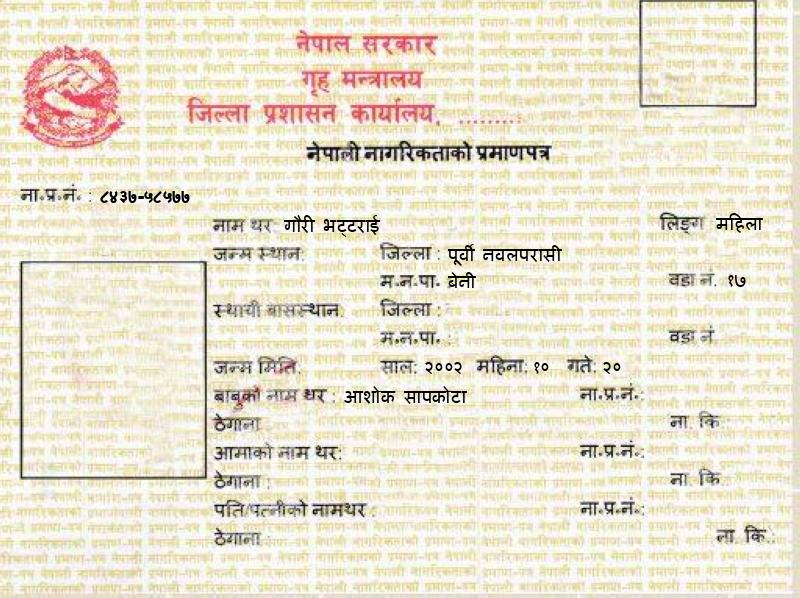 नेपाल सरकार
गृह मन्त्रालय
जिल्ला प्रशासन कार्यालय, .........
नेपाली नागरिकताको प्रमाणपत्र
ना.प्र.नं. : ८४३७-५८५७७
नाम थर: गौरी भट्टराई लिङ्ग महिला
जन्म स्थान: जिल्ला : पूर्वी नवलपरासी
म.न.पा. बेनी वडा नं. १७
स्थायी बासस्थान: जिल्ला :
म.न.पा. : वडा नं
जन्म मिति: साल: २००२ महिना: १० गते: २०
बाबुको नाम थर : आशोक सापकोटा ना.प्र.नं.:
ठेगाना : ना. कि.:
आमाको नाम थर: ना.प्र.नं.:
ठेगाना : ना. कि
पति/पत्नीको नामथर : ना.प्र.नं.:
ठेगाना : ना. कि.: